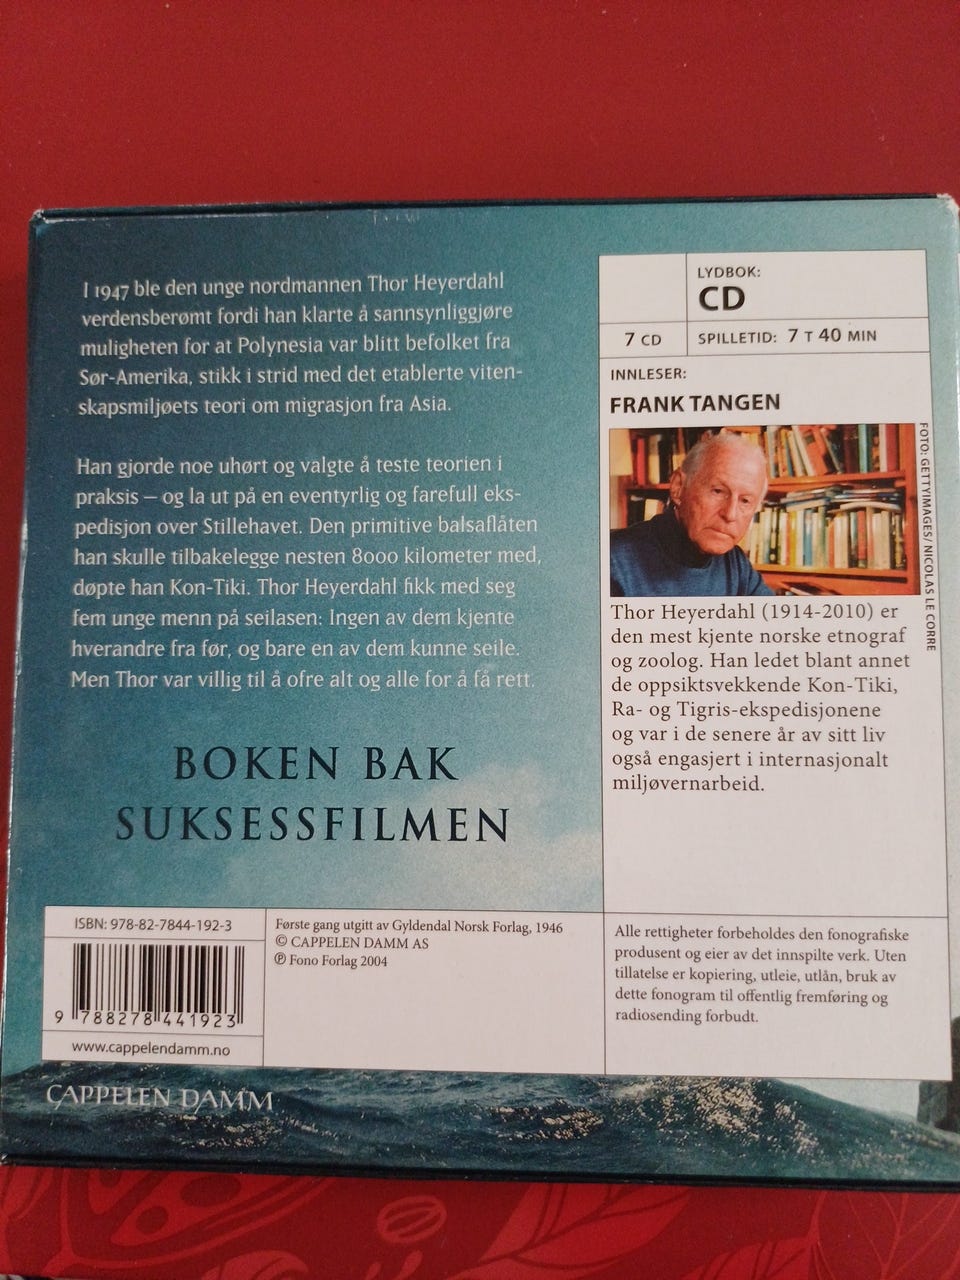 I 1947 ble den unge nordmannen Thor Heyerdahl
verdensberømt fordi han klarte å sannsynliggjøre
muligheten for at Polynesia var blitt befolket fra
Sør-Amerika, stikk i strid med det etablerte viten-
skapsmiljøets teori om migrasjon fra Asia.
Han gjorde noe uhørt og valgte å teste teorien i
praksis – og la ut på en eventyrlig og farefull eks-
pedisjon over Stillehavet. Den primitive balsaflåten
han skulle tilbakelegge nesten 8000 kilometer med,
døpte han Kon-Tiki. Thor Heyerdahl fikk med seg
fem unge menn på seilasen: Ingen av dem kjente
hverandre fra før, og bare en av dem kunne seile.
Men Thor var villig til å ofre alt og alle for å få rett.
BOKEN BAK
SUKSESSFILMEN
LYDBOK:
CD
7 CD
SPILLETID: 7 T 40 MIN
INNLESER:
FRANK TANGEN
FOTO: GETTYIMAGES/ NICOLAS LE CORRE
Thor Heyerdahl (1914-2010) er
den mest kjente norske etnograf
og zoolog. Han ledet blant annet
de oppsiktsvekkende Kon-Tiki,
Ra- og Tigris-ekspedisjonene
og var i de senere år av sitt liv
også engasjert i internasjonalt
miljøvernarbeid.
ISBN: 978-82-7844-192-3
9 788278 441923
www.cappelendamm.no
Første gang utgitt av Gyldendal Norsk Forlag, 1946
© CAPPELEN DAMM AS
℗ Fono Forlag 2004
Alle rettigheter forbeholdes den fonografiske
produsent og eier av det innspilte verk. Uten
tillatelse er kopiering, utleie, utlån, bruk av
dette fonogram til offentlig fremføring og
radiosending forbudt.
CAPPELEN DAMM